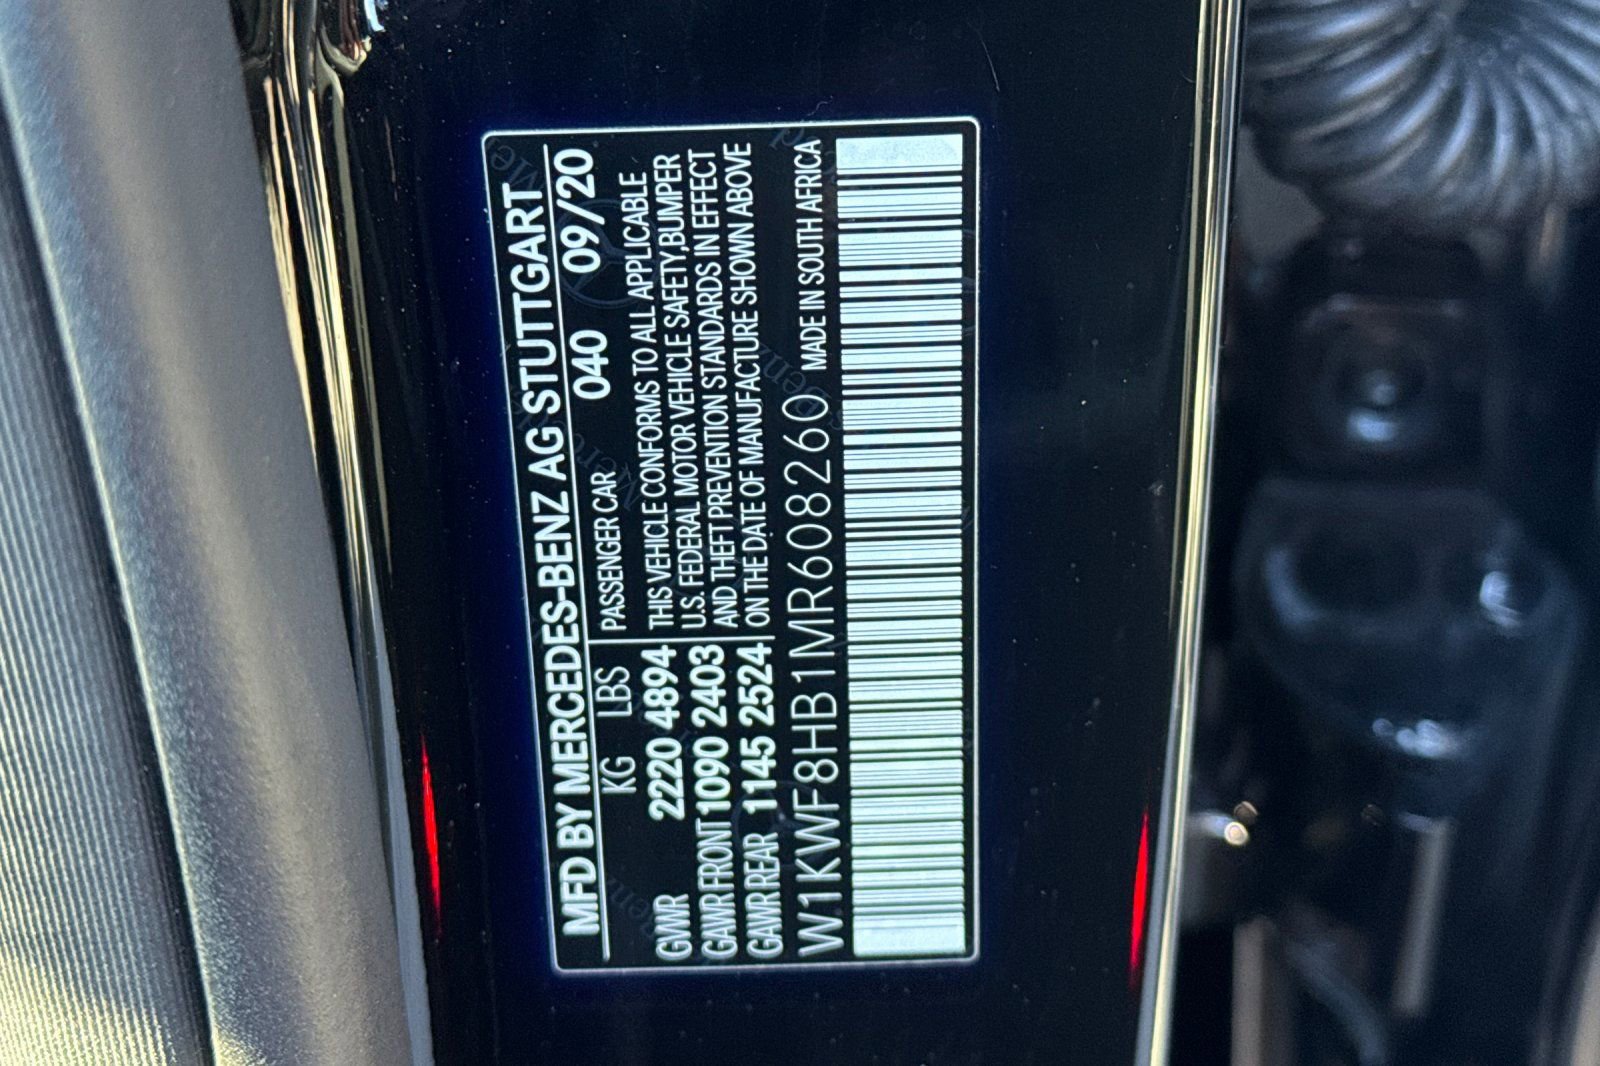 MFD BY MERCEDES-BENZ AG STUTTGART
040 09/20
KG LBS PASSENGER CAR
GVWR 2220 4894 THIS VEHICLE CONFORMS TO ALL APPLICABLE
GAWR FRONT 1090 2403 U.S. FEDERAL MOTOR VEHICLE SAFETY,BUMPER
GAWR REAR 1145 2524 AND THEFT PREVENTION STANDARDS IN EFFECT
ON THE DATE OF MANUFACTURE SHOWN ABOVE
W1KWF8HB1MR608260 MADE IN SOUTH AFRICA